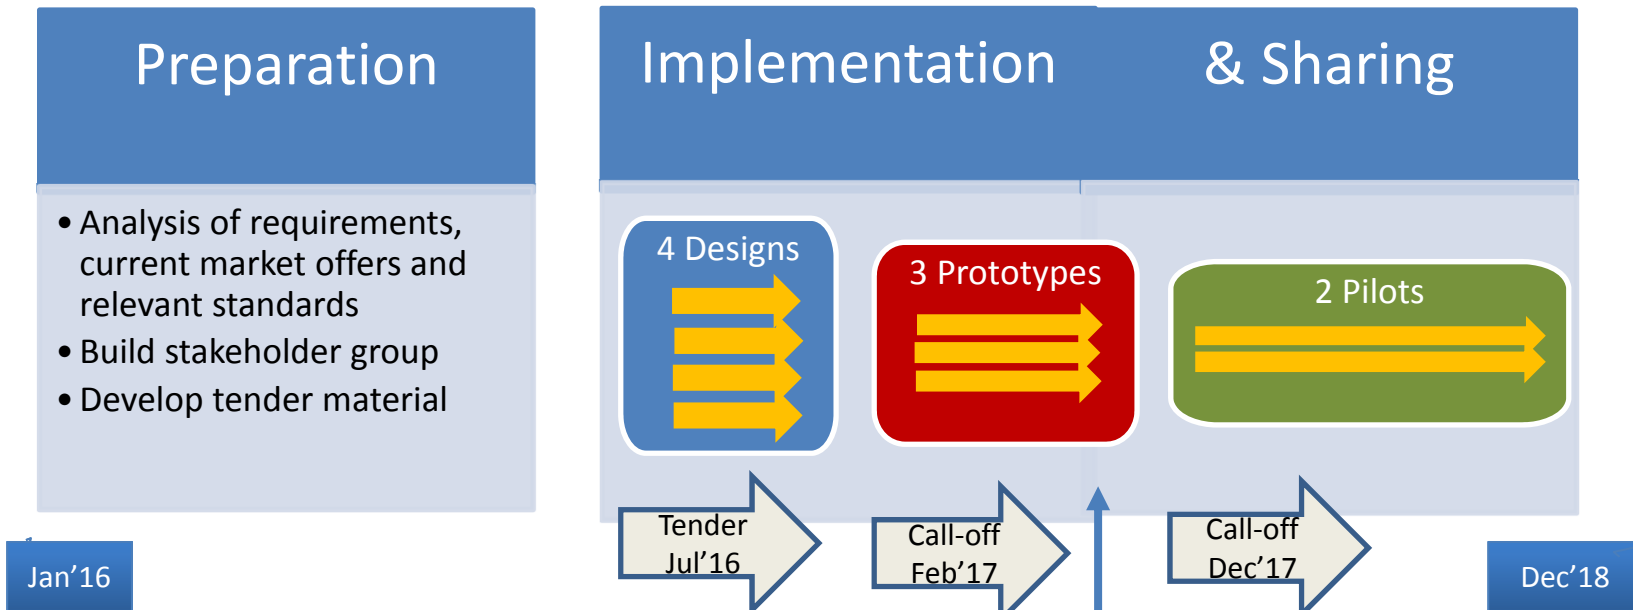 Preparation
• Analysis of requirements,
current market offers and
relevant standards
• Build stakeholder group
• Develop tender material
Implementation
& Sharing
4 Designs
3 Prototypes
2 Pilots
Tender
Jul’16
Call-off
Feb’17
Call-off
Dec’17
Jan’16
Dec’18